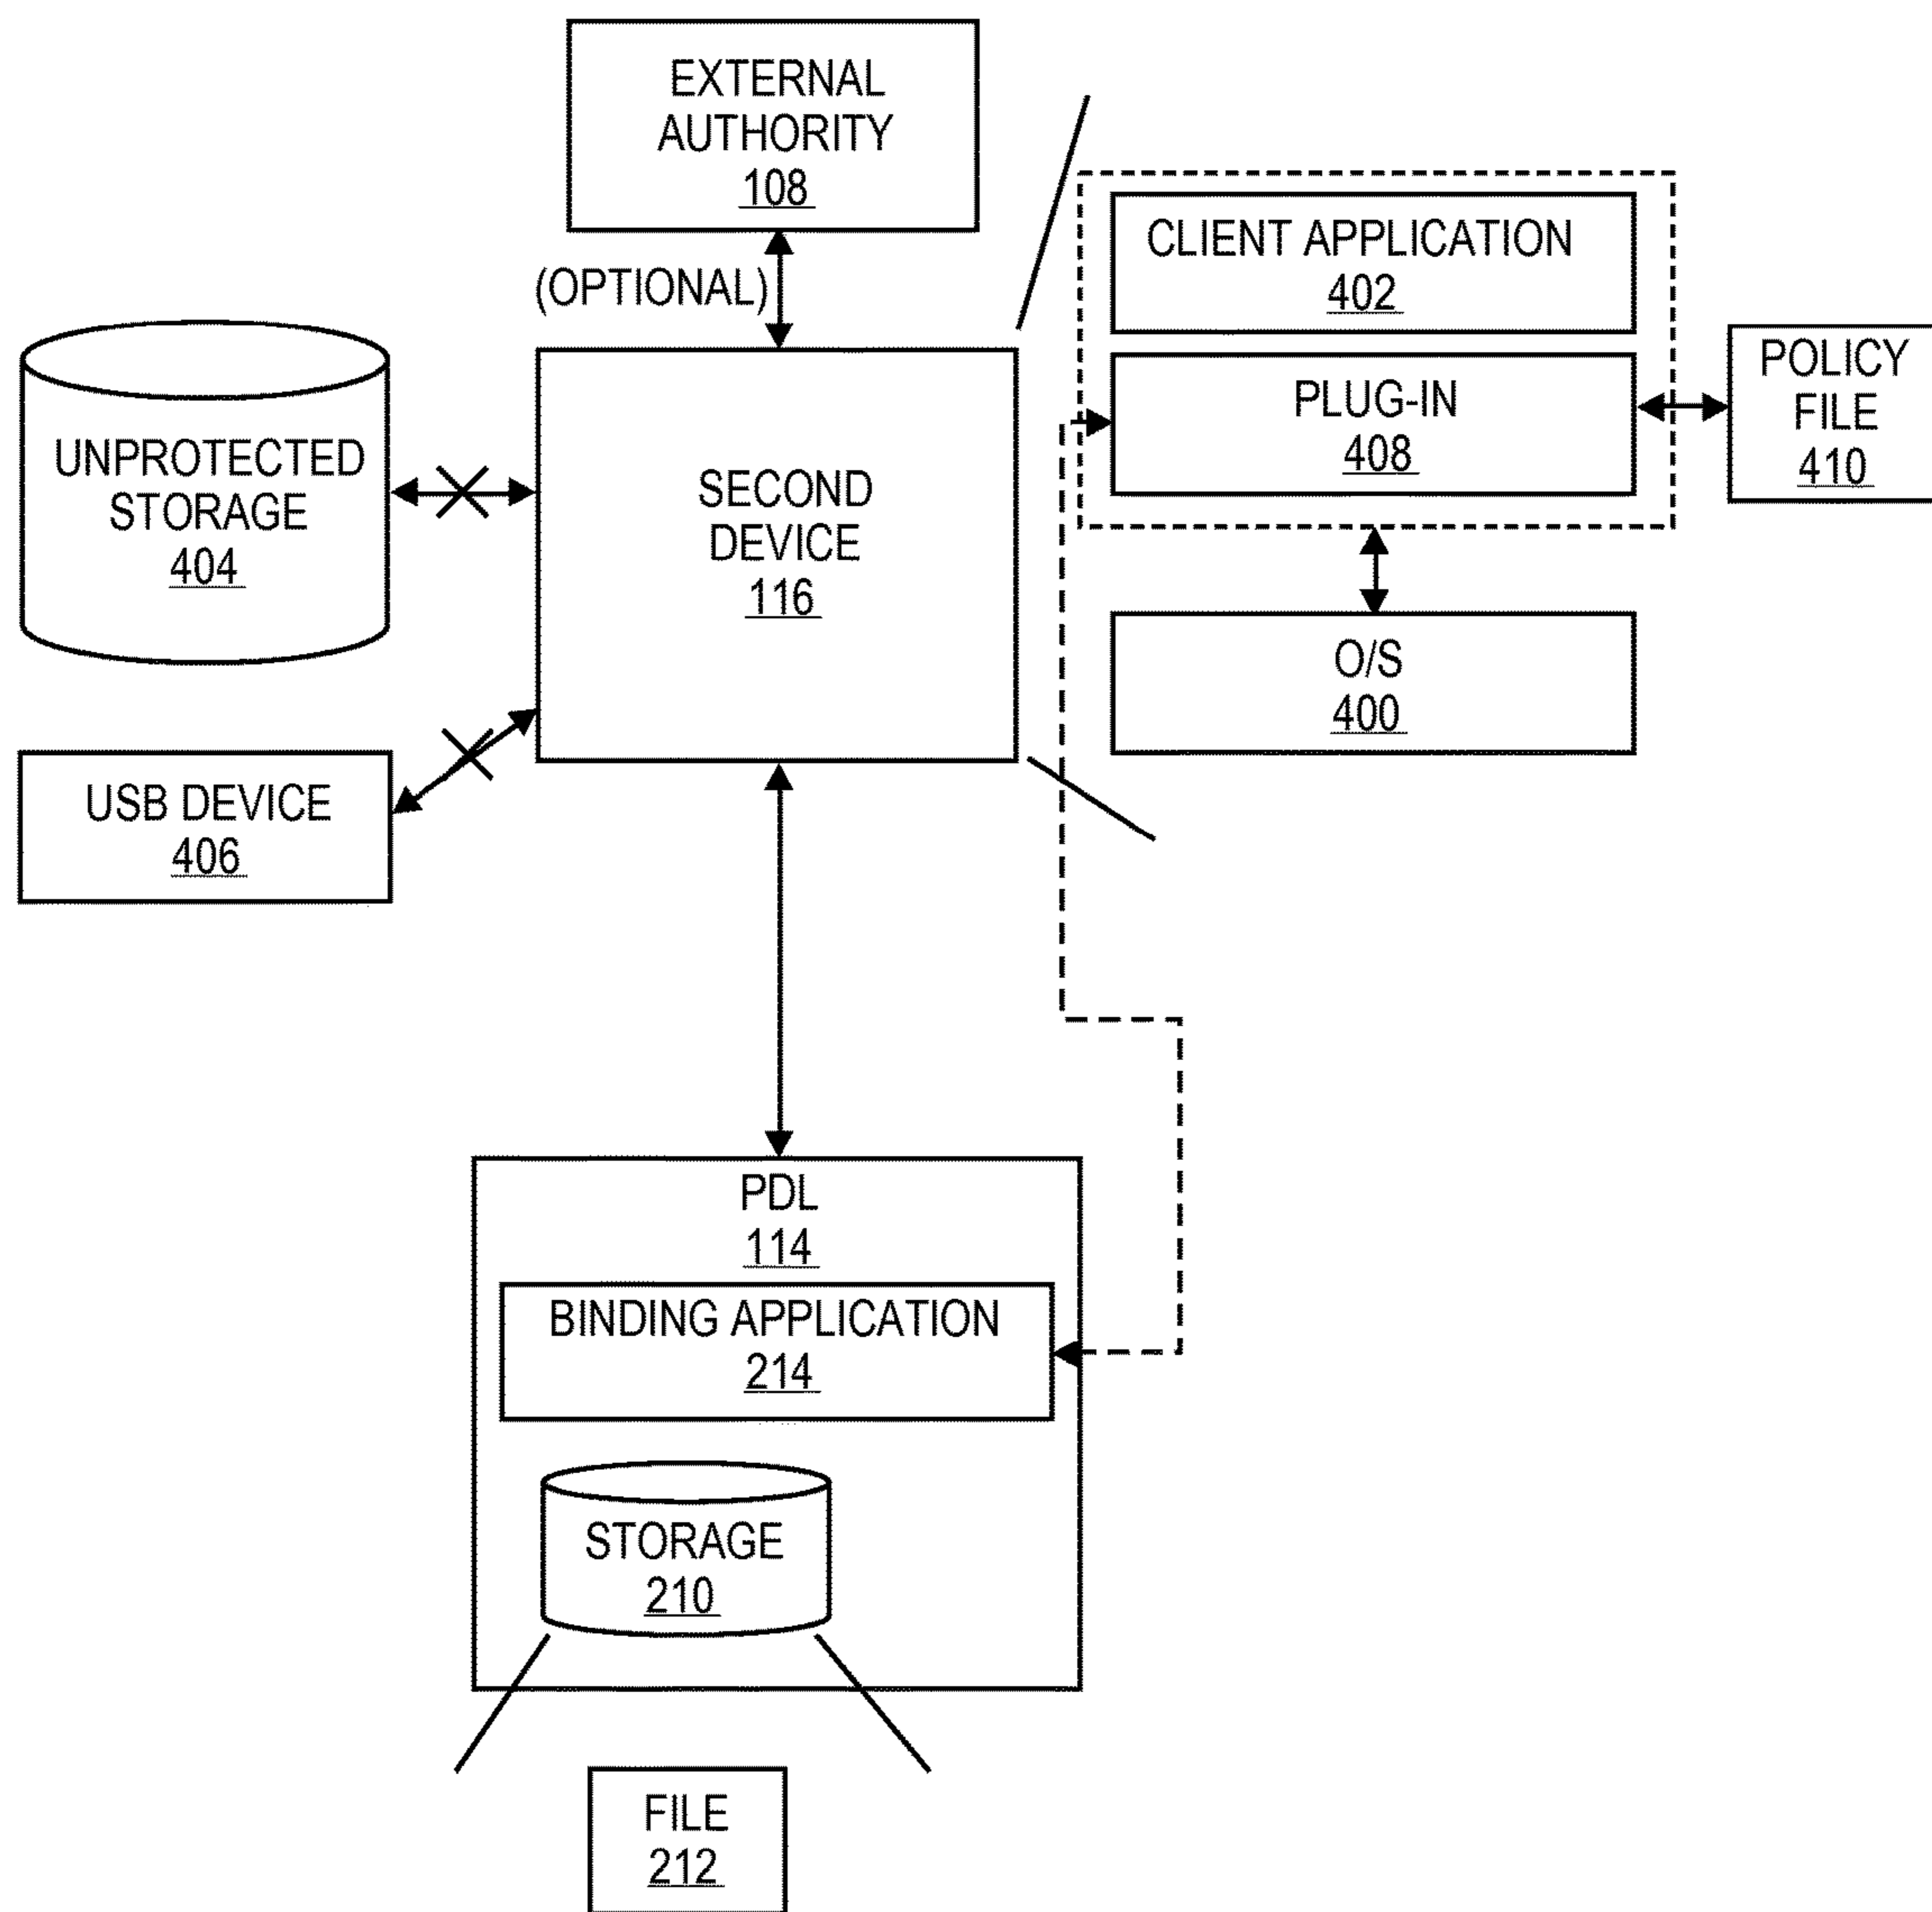 EXTERNAL
AUTHORITY
108
(OPTIONAL)
CLIENT APPLICATION
402
PLUG-IN
408
POLICY
FILE
410
UNPROTECTED
STORAGE
404
SECOND
DEVICE
116
O/S
400
USB DEVICE
406
PDL
114
BINDING APPLICATION
214
STORAGE
210
FILE
212